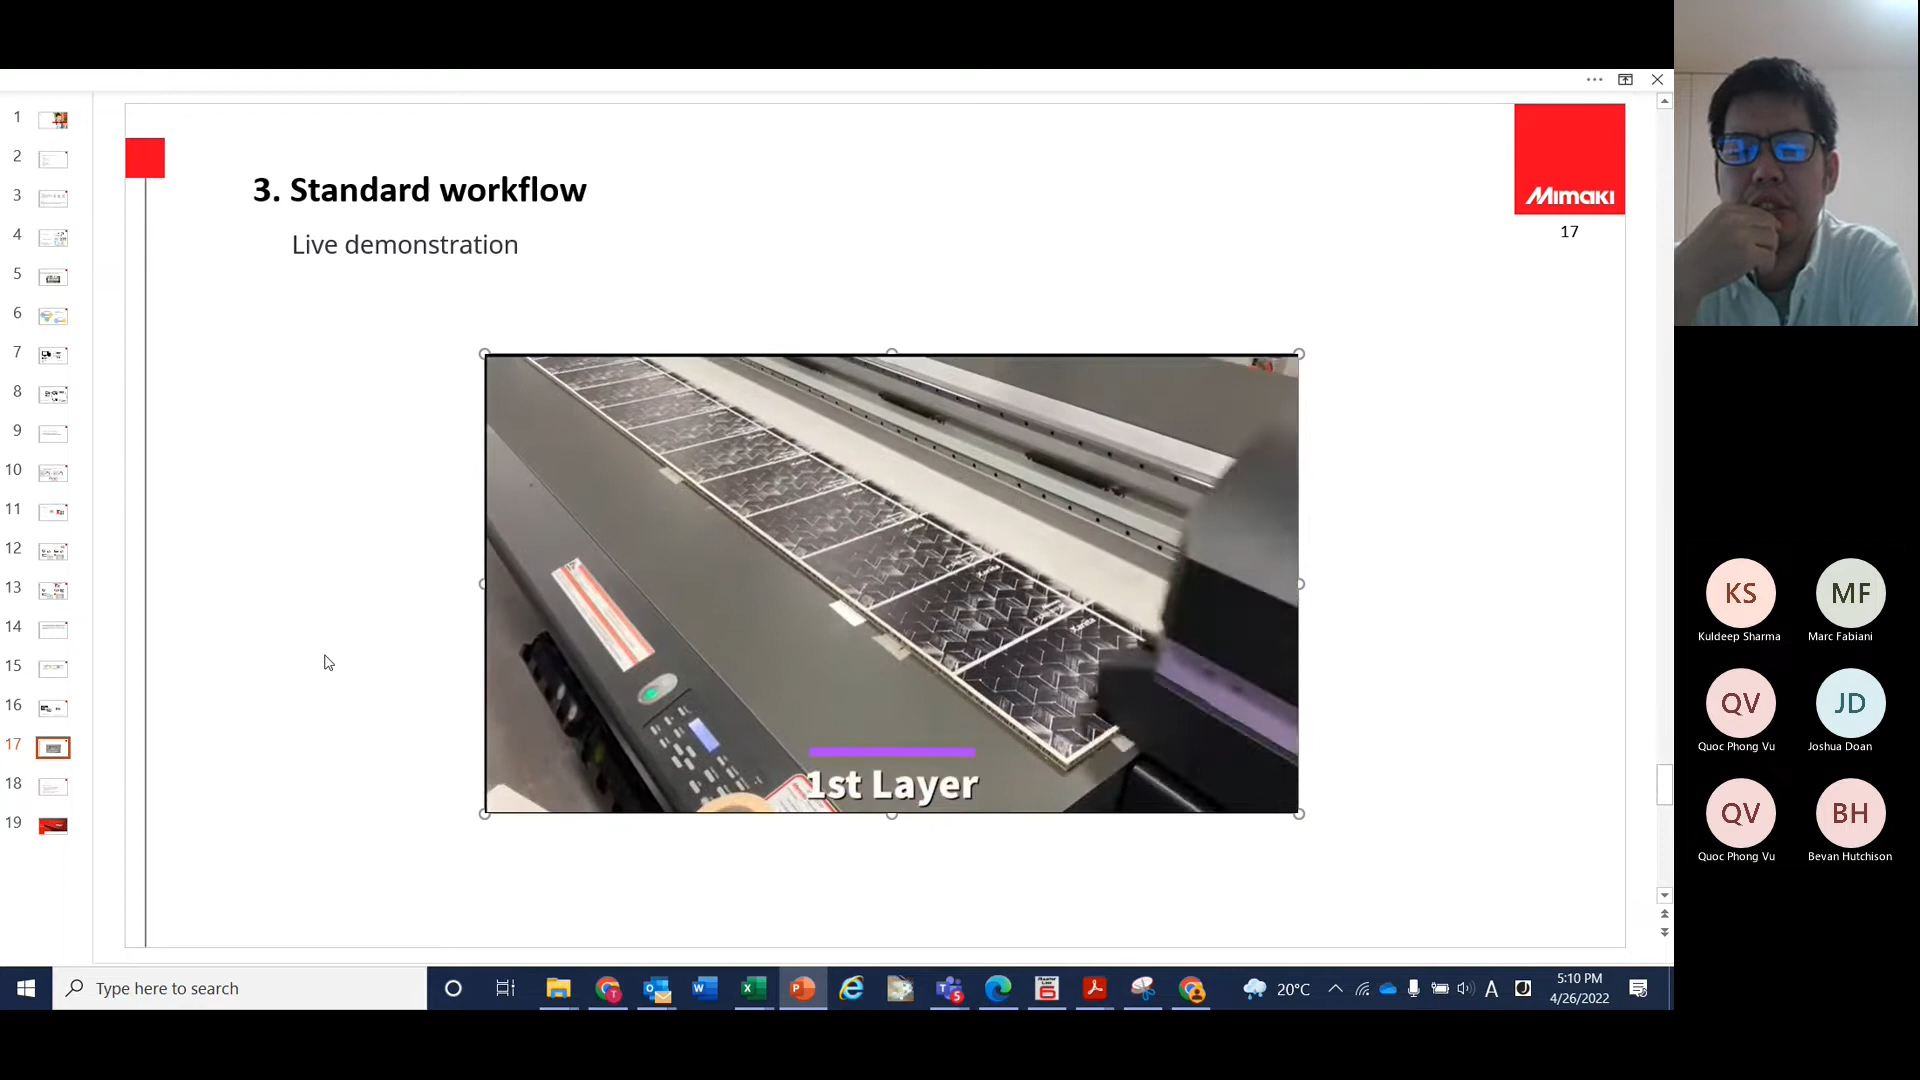 1
2
3
4
5
6
7
8
9
10
11
12
13
14
15
16
17
18
19
3. Standard workflow
Live demonstration
Mimaki
17
1st Layer
KS
Kuldeep Sharma
MF
Marc Fabiani
QV
Quoc Phong Vu
JD
Joshua Doan
QV
Quoc Phong Vu
BH
Bevan Hutchison
Type here to search
20°C
A
5:10 PM
4/26/2022